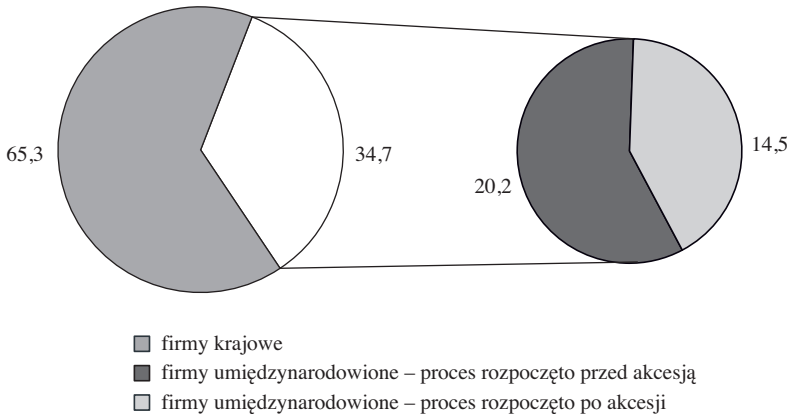 65,3
34,7
20,2
14,5
firmy krajowe
firmy umiędzynarodowione – proces rozpoczęto przed akcesją
firmy umiędzynarodowione – proces rozpoczęto po akcesji